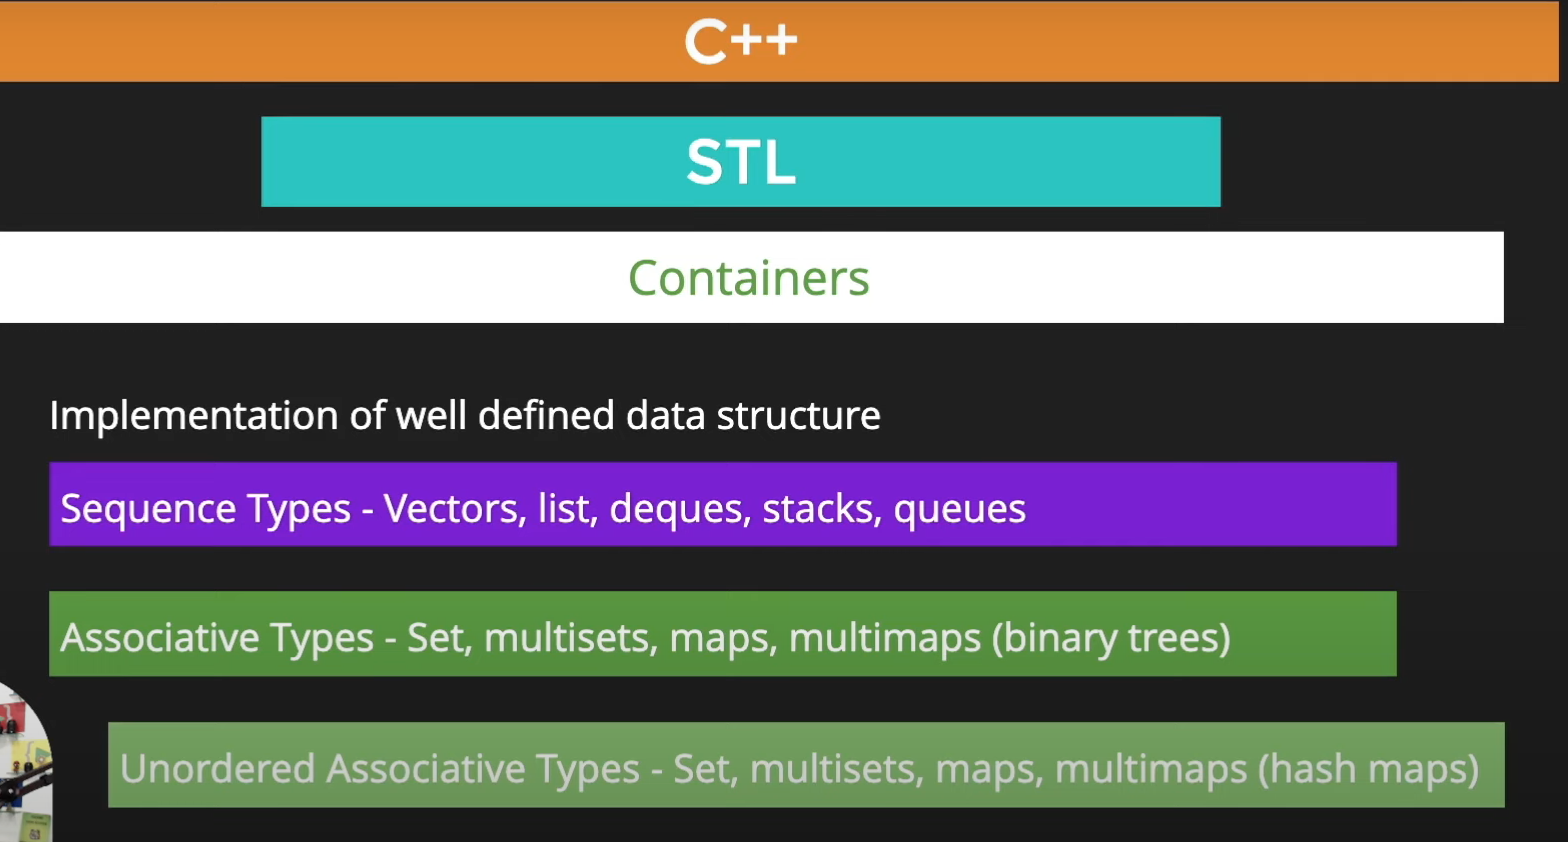 C++
STL
Containers
Implementation of well defined data structure
Sequence Types - Vectors, list, deques, stacks, queues
Associative Types - Set, multisets, maps, multimaps (binary trees)
Unordered Associative Types - Set, multisets, maps, multimaps (hash maps)